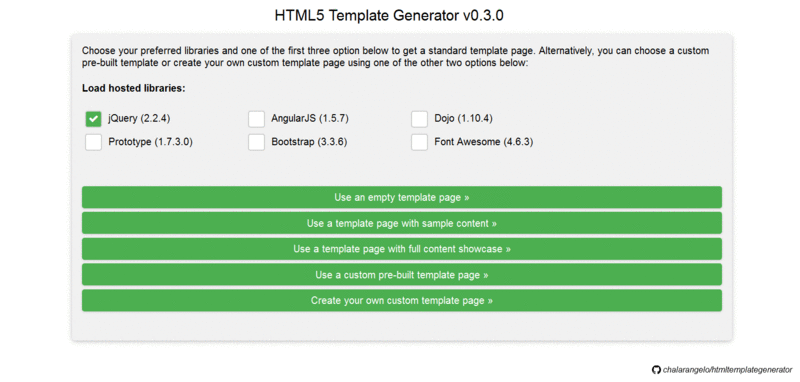 HTML5 Template Generator v0.3.0
Choose your preferred libraries and one of the first three option below to get a standard template page. Alternatively, you can choose a custom
pre-built template or create your own custom template page using one of the other two options below:
Load hosted libraries:
jQuery (2.2.4) AngularJS (1.5.7) Dojo (1.10.4)
Prototype (1.7.3.0) Bootstrap (3.3.6) Font Awesome (4.6.3)
Use an empty template page »
Use a template page with sample content »
Use a template page with full content showcase »
Use a custom pre-built template page »
Create your own custom template page »
chalarangelo/htmltemplategenerator